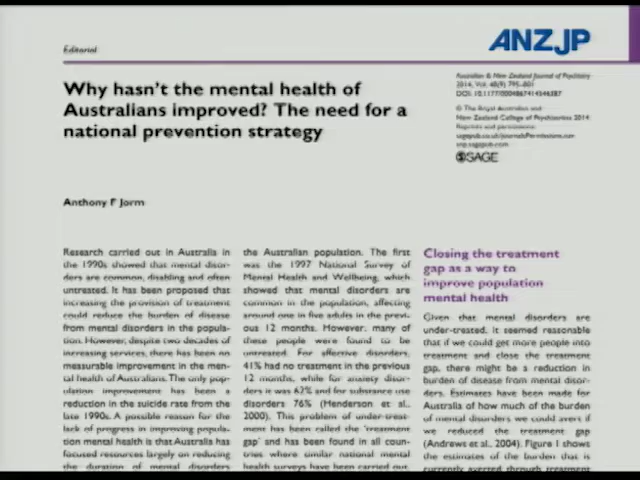 Editorial
ANZJP
Why hasn't the mental health of
Australians improved? The need for a
national prevention strategy
Australian & New Zealand Journal of Psychiatry
2014, Vol. 48(9) 795–801
DOI: 10.1177/0004867414546387
© The Royal Australian and
New Zealand College of Psychiatrists 2014
Reprints and permissions:
sagepub.co.uk/journalsPermissions.nav
anp.sagepub.com
SAGE
Anthony F Jorm
Research carried out in Australia in
the 1990s showed that mental disor-
ders are common, disabling and often
untreated. It has been proposed that
increasing the provision of treatment
could reduce the burden of disease
from mental disorders in the popula-
tion. However, despite two decades of
increasing services, there has been no
measurable improvement in the men-
tal health of Australians. The only pop-
ulation improvement has been a
reduction in the suicide rate from the
late 1990s. A possible reason for the
lack of progress in improving popula-
tion mental health is that Australia has
focused resources largely on reducing
the duration of mental disorders
the Australian population. The first
was the 1997 National Survey of
Mental Health and Wellbeing, which
showed that mental disorders are
common in the population, affecting
around one in five adults in the previ-
ous 12 months. However, many of
these people were found to be
untreated. For affective disorders,
41% had no treatment in the previous
12 months, while for anxiety disor-
ders it was 62% and for substance use
disorders 76% (Henderson et al.,
2000). This problem of under-treat-
ment has been called the 'treatment
gap' and has been found in all coun-
tries where similar national mental
health surveys have been carried out.
Closing the treatment
gap as a way to
improve population
mental health
Given that mental disorders are
under-treated, it seemed reasonable
that if we could get more people into
treatment and close the treatment
gap, there might be a reduction in
burden of disease from mental disor-
ders. Estimates have been made for
Australia of how much of the burden
of mental disorders we could avert if
we reduced the treatment gap
(Andrews et al., 2004). Figure 1 shows
the estimates of the burden that is
currently averted through treatment